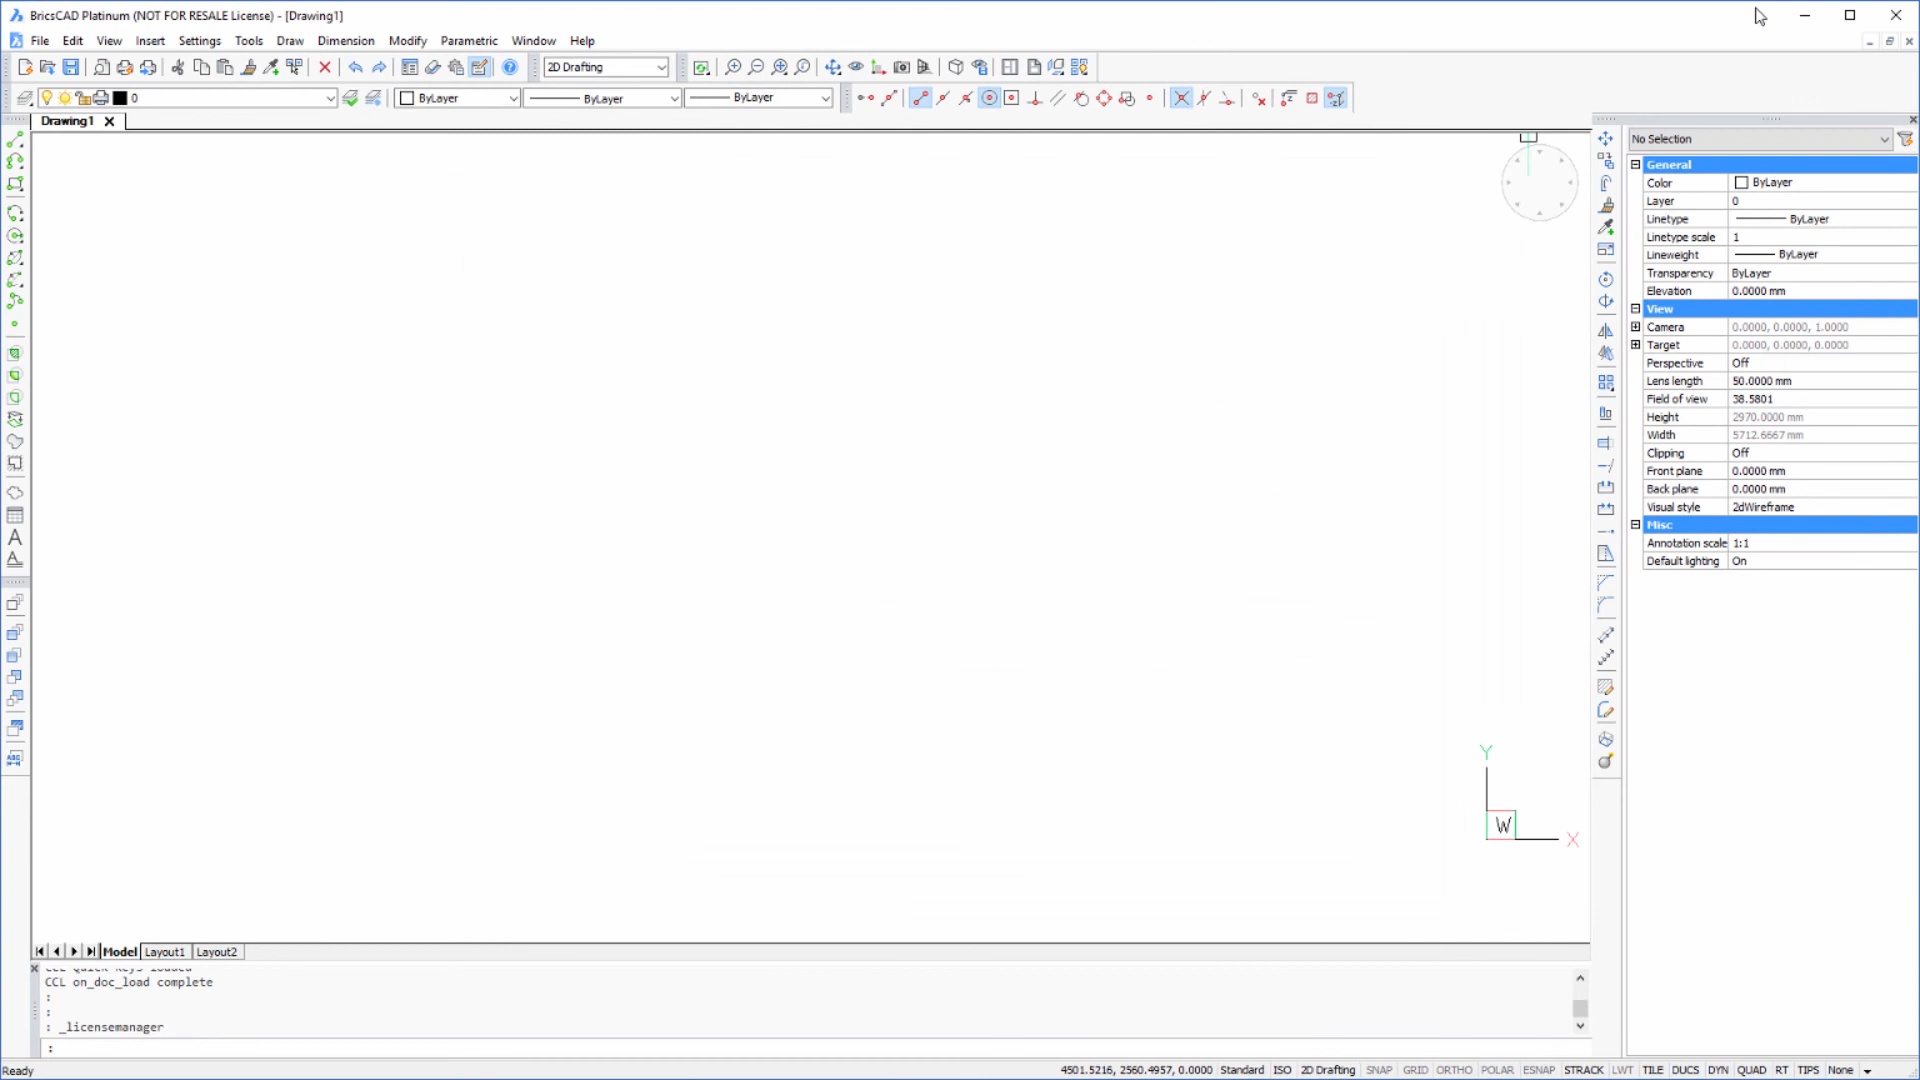 BricsCAD Platinum (NOT FOR RESALE License) - [Drawing1]
File Edit View Insert Settings Tools Draw Dimension Modify Parametric Window Help
2D Drafting
0 ByLayer ByLayer ByLayer
Drawing1
No Selection
General
Color ByLayer
Layer 0
Linetype ByLayer
Linetype scale 1
Lineweight ByLayer
Transparency ByLayer
Elevation 0.0000 mm
View
Camera 0.0000, 0.0000, 1.0000
Target 0.0000, 0.0000, 0.0000
Perspective Off
Lens length 50.0000 mm
Field of view 38.5801
Height 2970.0000 mm
Width 5712.6667 mm
Clipping Off
Front plane 0.0000 mm
Back plane 0.0000 mm
Visual style 2dWireframe
Misc
Annotation scale 1:1
Default lighting On
A
A
ABC
Y
W
X
Model Layout1 Layout2
CCL Quick Keys loaded
CCL on_doc_load complete
:
:
: _licensemanager
:
Ready 4501.5216, 2560.4957, 0.0000 Standard ISO 2D Drafting SNAP GRID ORTHO POLAR ESNAP STRACK LWT TILE DUCS DYN QUAD RT TIPS None